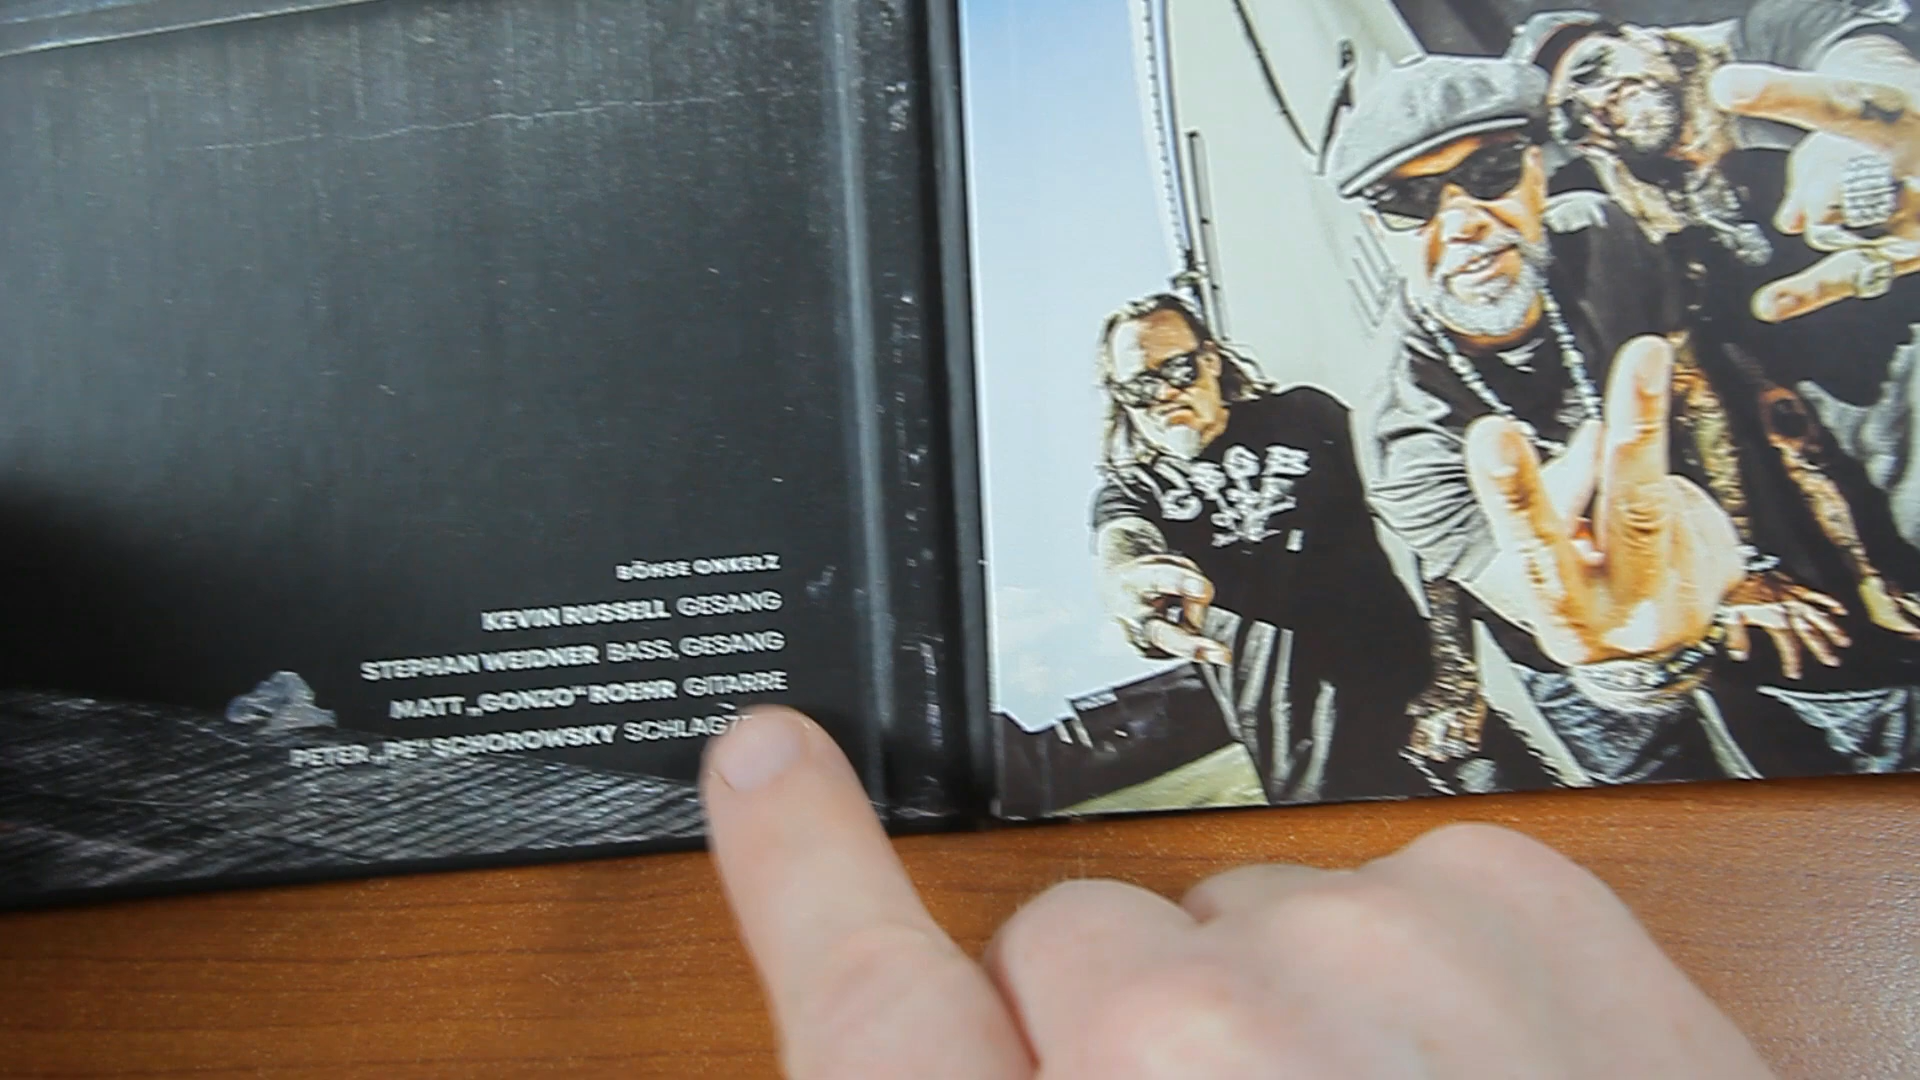 BÖHSE ONKELZ
KEVIN RUSSELL GESANG
STEPHAN WEIDNER BASS, GESANG
MATT „GONZO“ ROEHR GITARRE
PETER „PE“ SCHOROWSKY